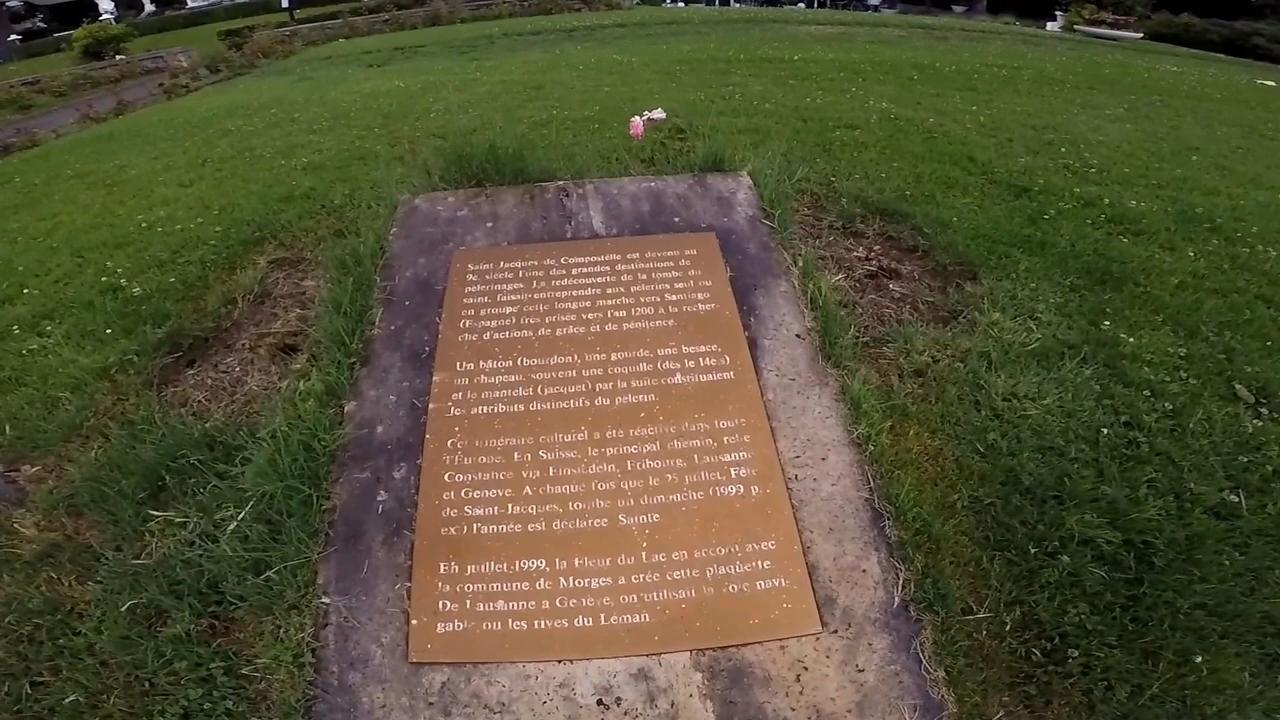 Saint-Jacques-de Compostelle est devenu au
9e. siècle l'une des grandes destinations de
pèlerinages. La redécouverte de la tombe du
saint, faisait entreprendre aux pèlerins seul ou
en groupe cette longue marche vers Santiago
(Espagne) très prisée vers l'an 1200 à la recher-
che d'actions de grâce et de pénitence.
Un bâton (bourdon), une gourde, une besace,
un chapeau, souvent une coquille (dès le 14e s)
et le mantelet (jacquet) par la suite constituaient
les attributs distinctifs du pèlerin.
Cet itinéraire culturel a été réactivé dans toute
l'Europe. En Suisse, le principal chemin, relie
Constance via Einsiedeln, Fribourg, Lausanne
et Genève. A chaque fois que le 25 juillet, Fête
de Saint-Jacques, tombe un dimanche (1999 p.
ex.) l'année est déclarée Sainte.
En juillet 1999, la Fleur du Lac en accord avec
la commune de Morges a crée cette plaquette.
De Lausanne a Genève, on utilisait la voie navi-
gable ou les rives du Léman